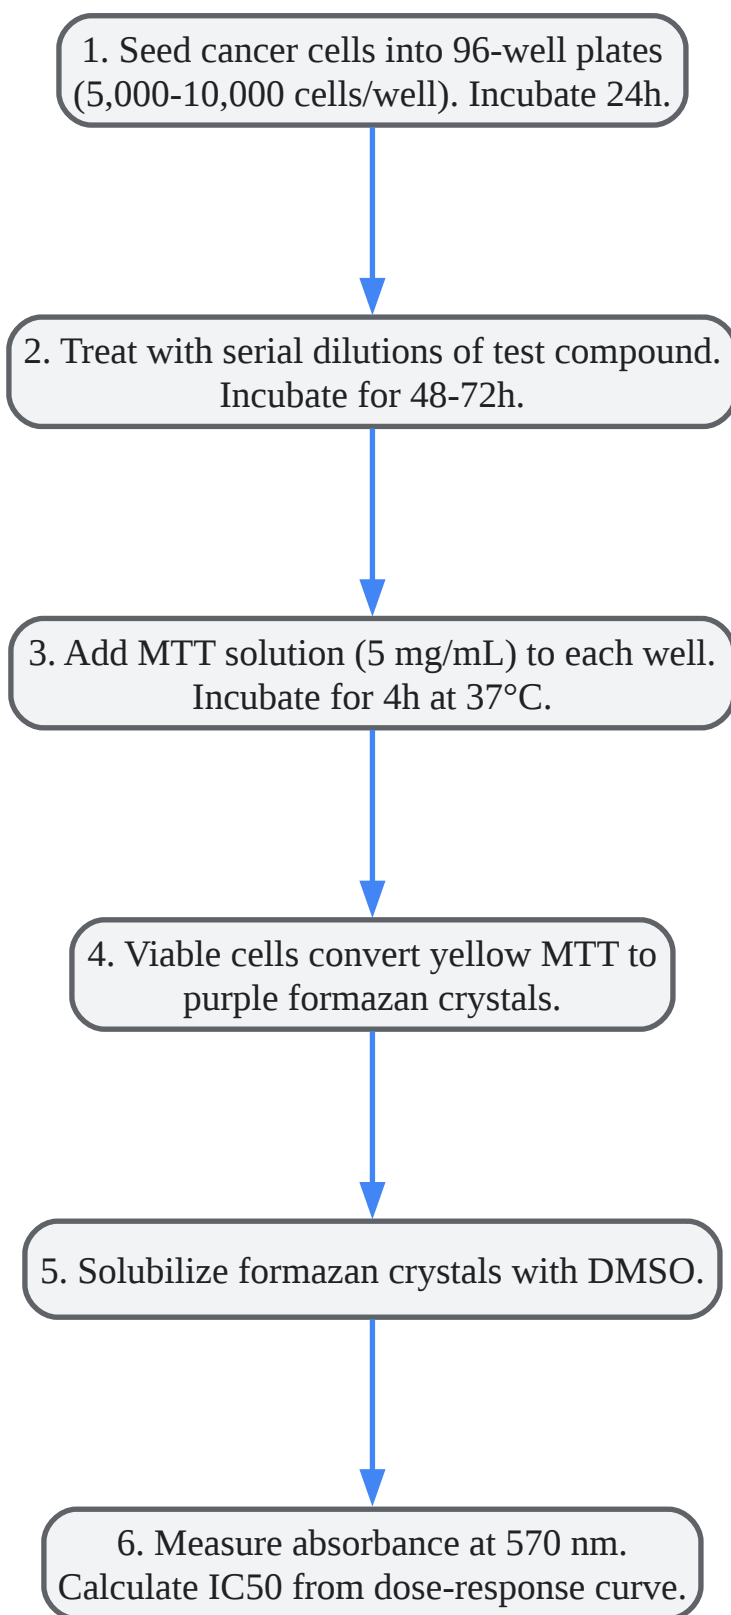 1. Seed cancer cells into 96-well plates
(5,000-10,000 cells/well). Incubate 24h.
2. Treat with serial dilutions of test compound.
Incubate for 48-72h.
3. Add MTT solution (5 mg/mL) to each well.
Incubate for 4h at 37°C.
4. Viable cells convert yellow MTT to
purple formazan crystals.
5. Solubilize formazan crystals with DMSO.
6. Measure absorbance at 570 nm.
Calculate IC50 from dose-response curve.